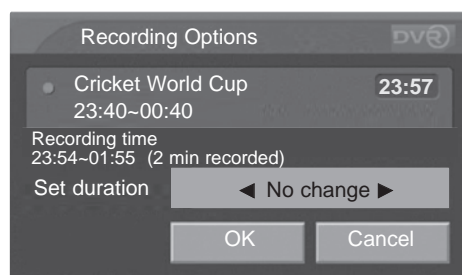 Recording Options
DVR
Cricket World Cup 23:57
23:40~00:40
Recording time
23:54~01:55 (2 min recorded)
Set duration ◀ No change ▶
OK Cancel